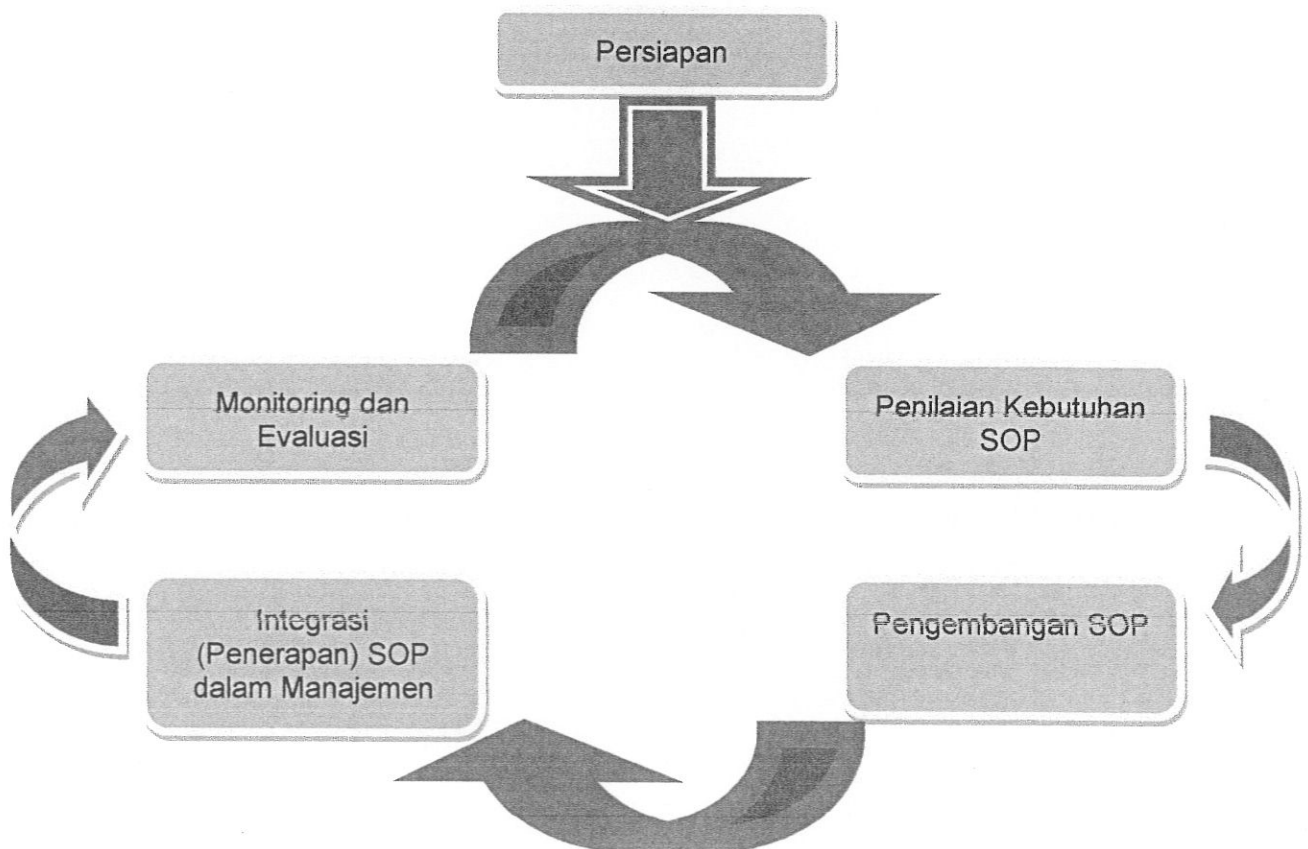 Persiapan
Monitoring dan
Evaluasi
Penilaian Kebutuhan
SOP
Integrasi
(Penerapan) SOP
dalam Manajemen
Pengembangan SOP